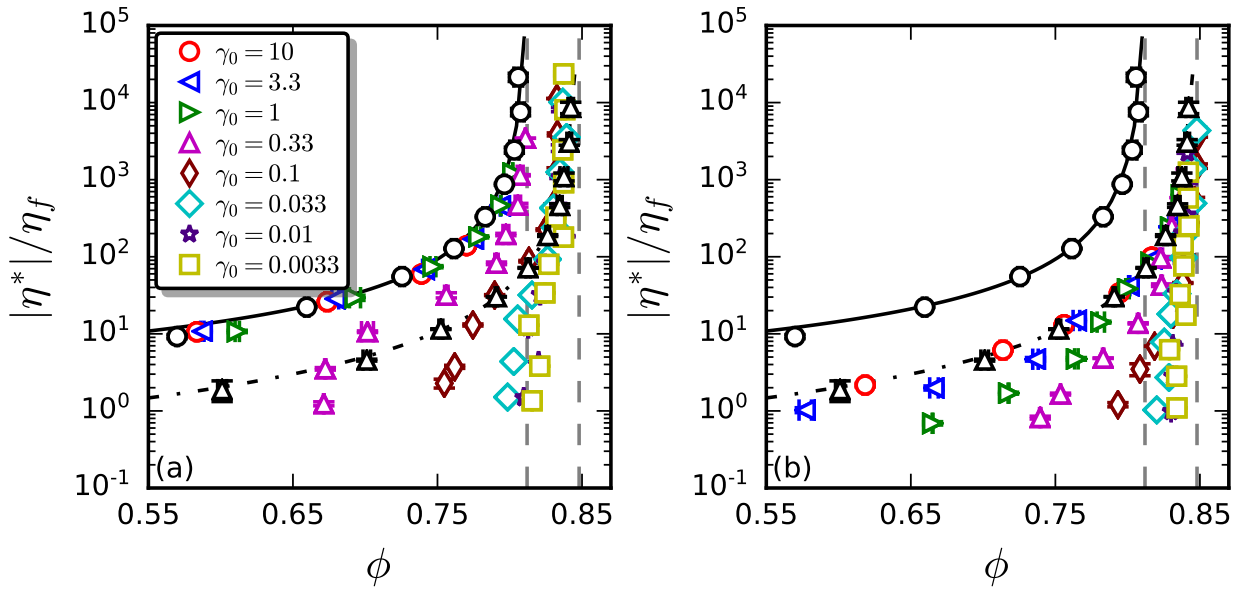 10^5
10^4
10^3
10^2
10^1
10^0
10^-1
|η*|/η_f
γ_0 = 10
γ_0 = 3.3
γ_0 = 1
γ_0 = 0.33
γ_0 = 0.1
γ_0 = 0.033
γ_0 = 0.01
γ_0 = 0.0033
(a)
0.55 0.65 0.75 0.85
ϕ
10^5
10^4
10^3
10^2
10^1
10^0
10^-1
|η*|/η_f
(b)
0.55 0.65 0.75 0.85
ϕ